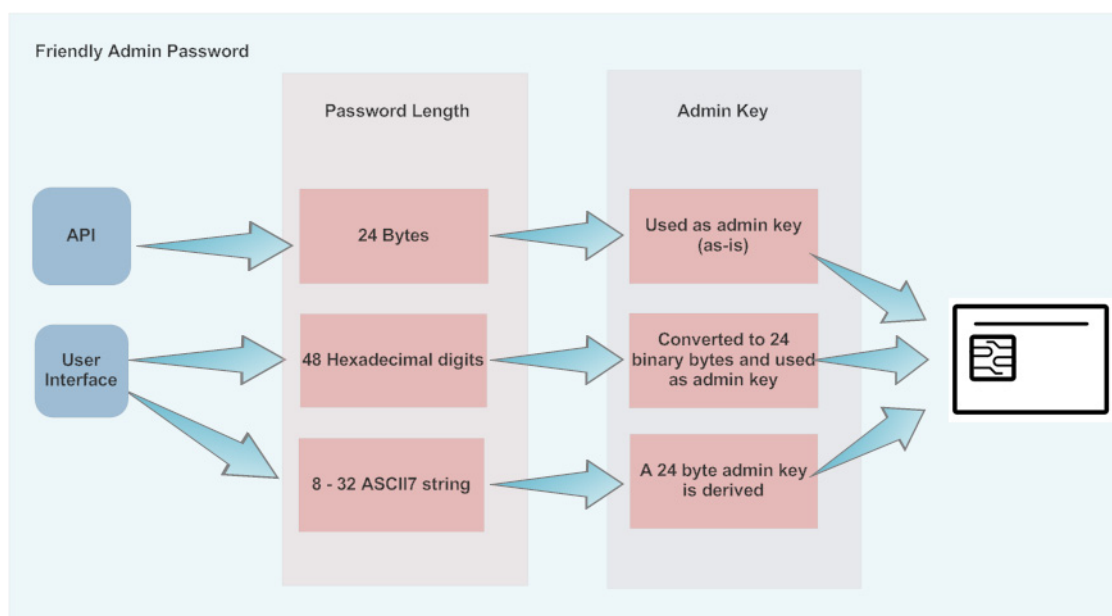 Friendly Admin Password
Password Length
Admin Key
API
24 Bytes
Used as admin key
(as-is)
User
Interface
48 Hexadecimal digits
Converted to 24
binary bytes and used
as admin key
8 - 32 ASCII7 string
A 24 byte admin key
is derived